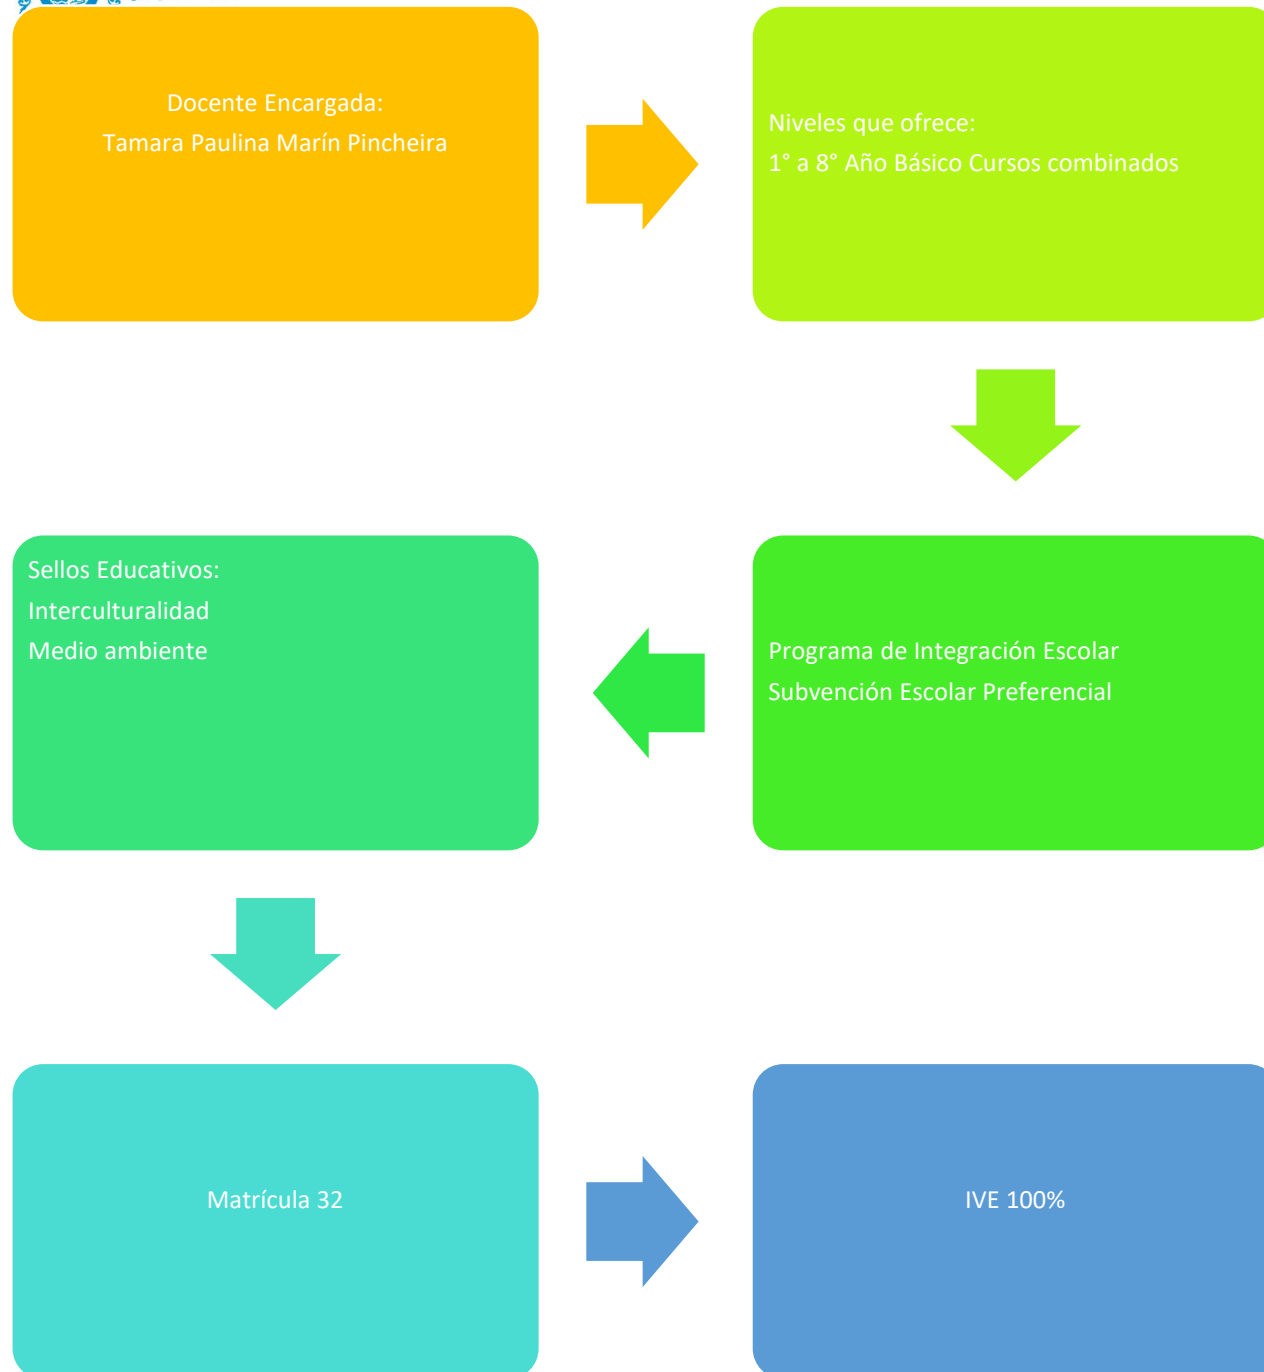 Docente Encargada:
Tamara Paulina Marín Pincheira
Niveles que ofrece:
1° a 8° Año Básico Cursos combinados
Programa de Integración Escolar
Subvención Escolar Preferencial
Sellos Educativos:
Interculturalidad
Medio ambiente
Matrícula 32
IVE 100%